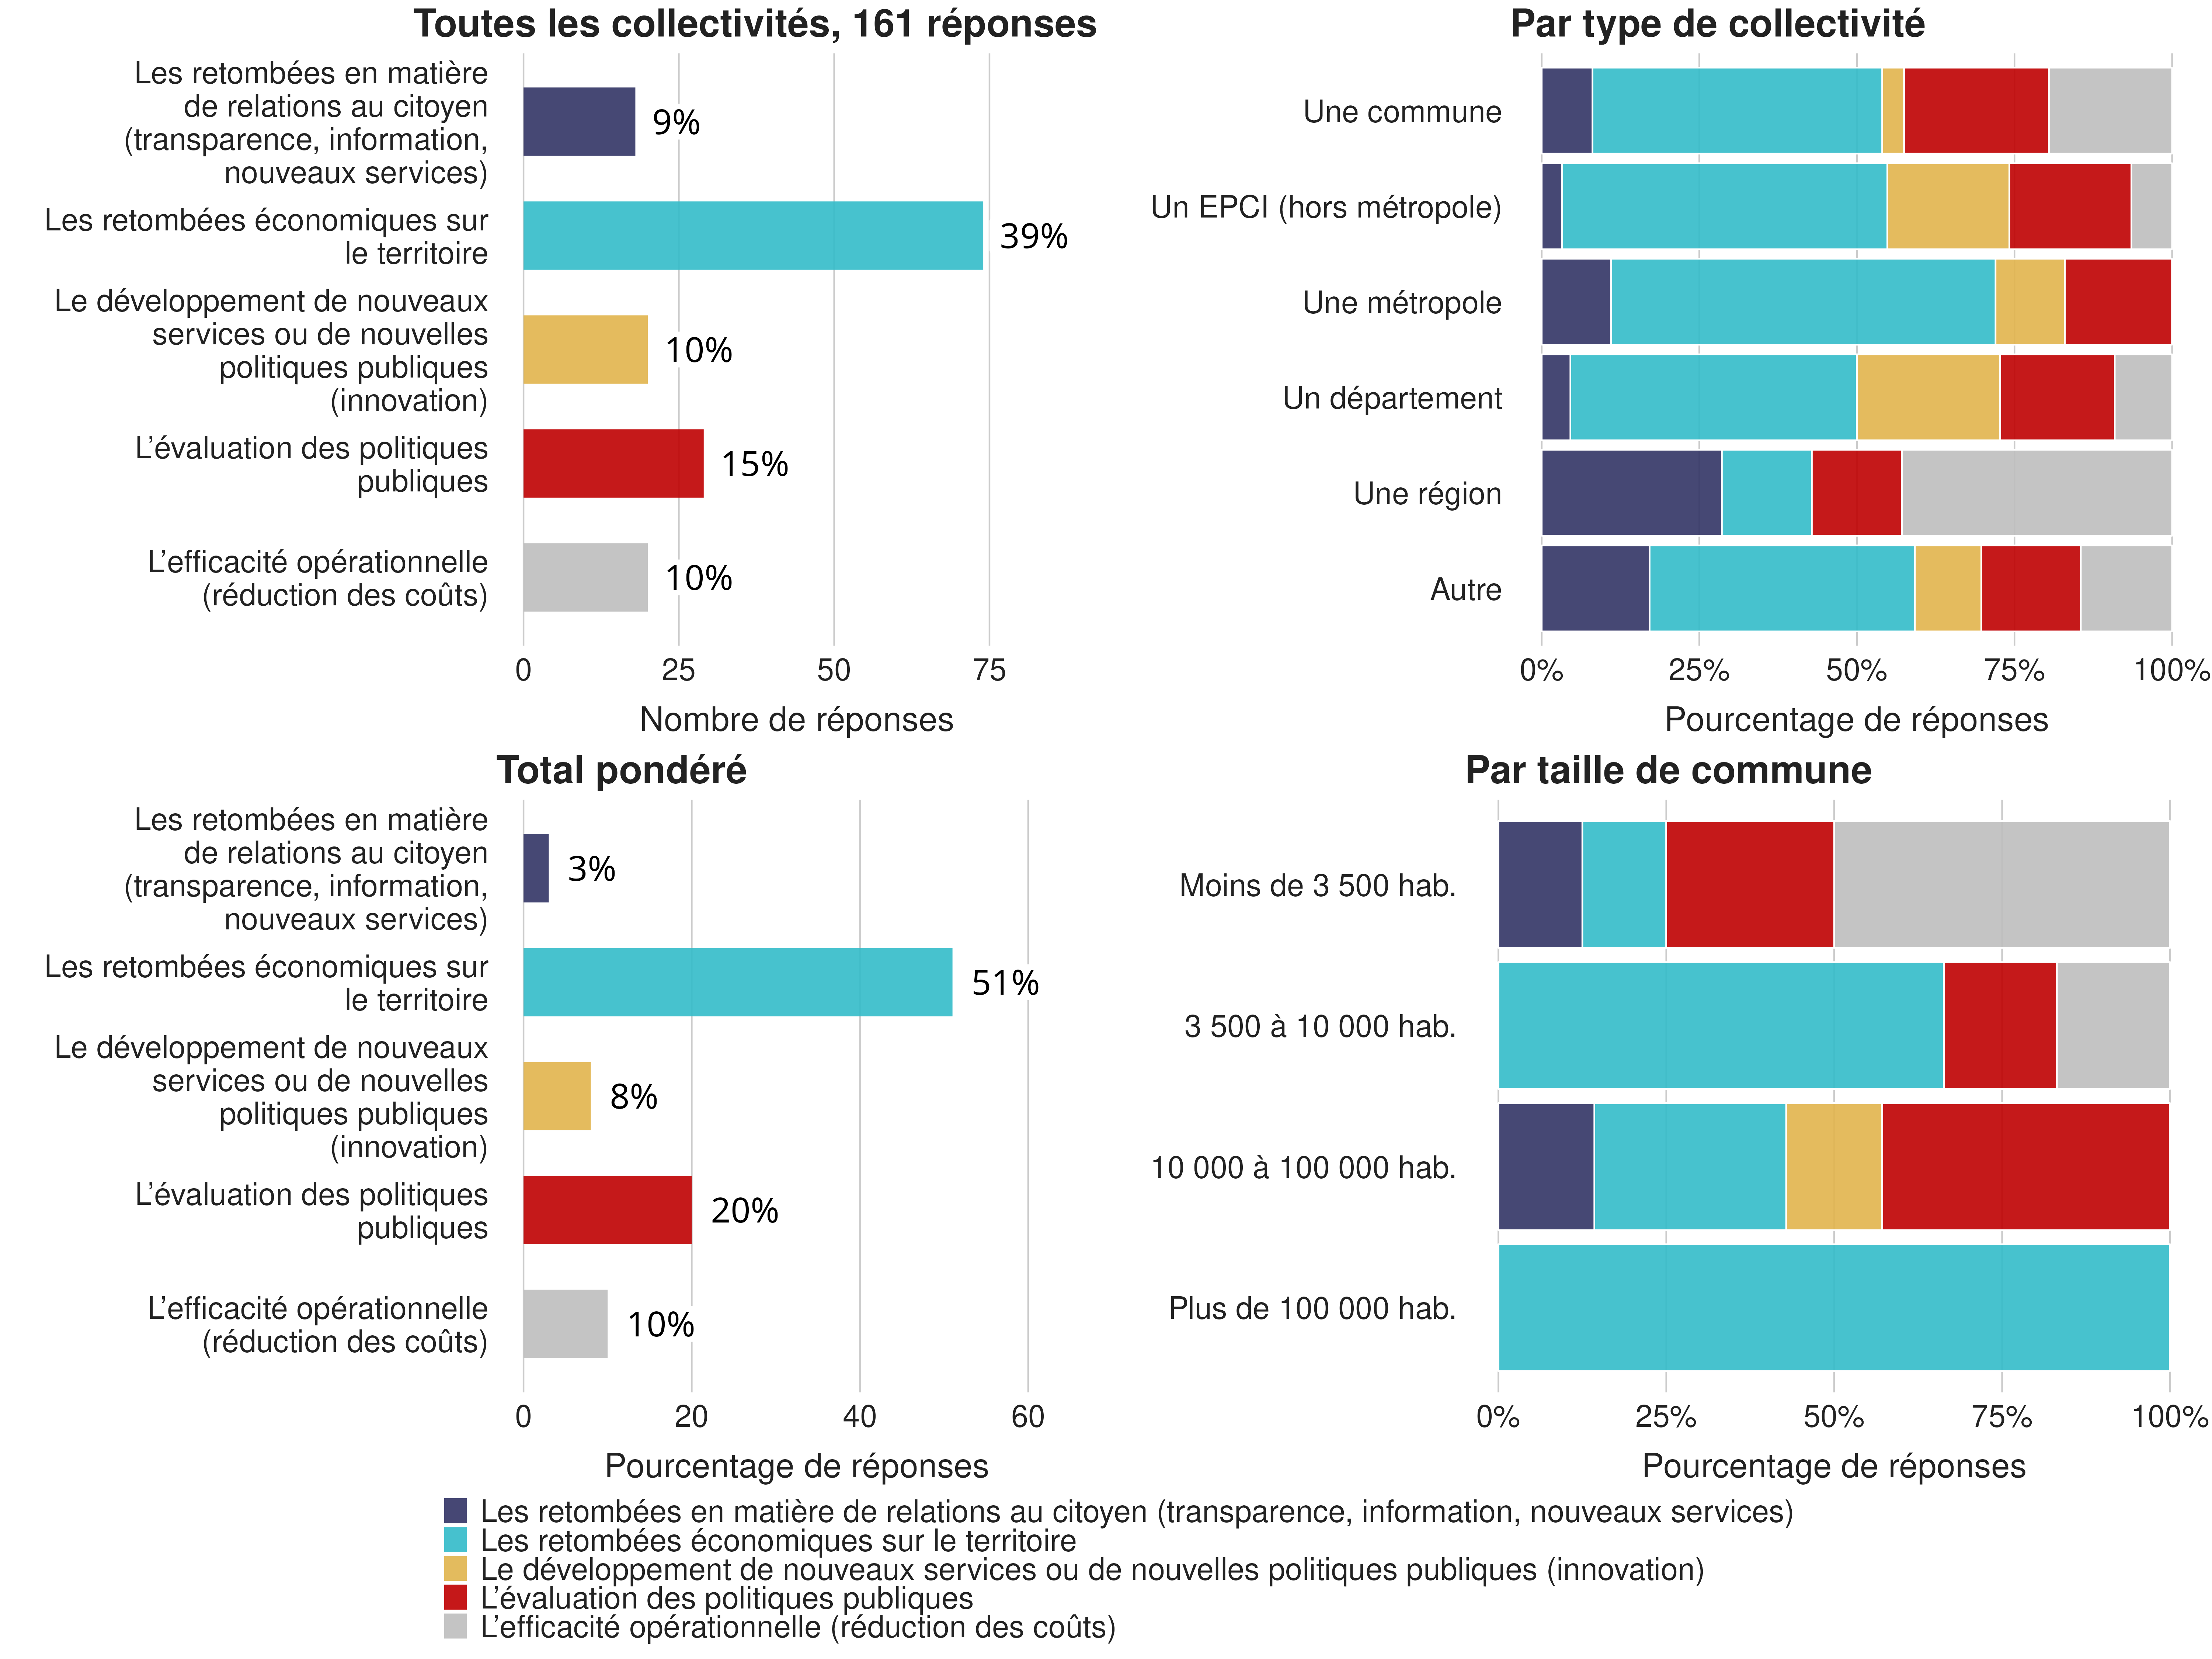 Toutes les collectivités, 161 réponses
Les retombées en matière
de relations au citoyen
(transparence, information,
nouveaux services)
9%
Les retombées économiques sur
le territoire
39%
Le développement de nouveaux
services ou de nouvelles
politiques publiques
(innovation)
10%
L’évaluation des politiques
publiques
15%
L’efficacité opérationnelle
(réduction des coûts)
10%
0 25 50 75
Nombre de réponses
Par type de collectivité
Une commune
Un EPCI (hors métropole)
Une métropole
Un département
Une région
Autre
0% 25% 50% 75% 100%
Pourcentage de réponses
Total pondéré
Les retombées en matière
de relations au citoyen
(transparence, information,
nouveaux services)
3%
Les retombées économiques sur
le territoire
51%
Le développement de nouveaux
services ou de nouvelles
politiques publiques
(innovation)
8%
L’évaluation des politiques
publiques
20%
L’efficacité opérationnelle
(réduction des coûts)
10%
0 20 40 60
Pourcentage de réponses
Par taille de commune
Moins de 3 500 hab.
3 500 à 10 000 hab.
10 000 à 100 000 hab.
Plus de 100 000 hab.
0% 25% 50% 75% 100%
Pourcentage de réponses
Les retombées en matière de relations au citoyen (transparence, information, nouveaux services)
Les retombées économiques sur le territoire
Le développement de nouveaux services ou de nouvelles politiques publiques (innovation)
L’évaluation des politiques publiques
L’efficacité opérationnelle (réduction des coûts)